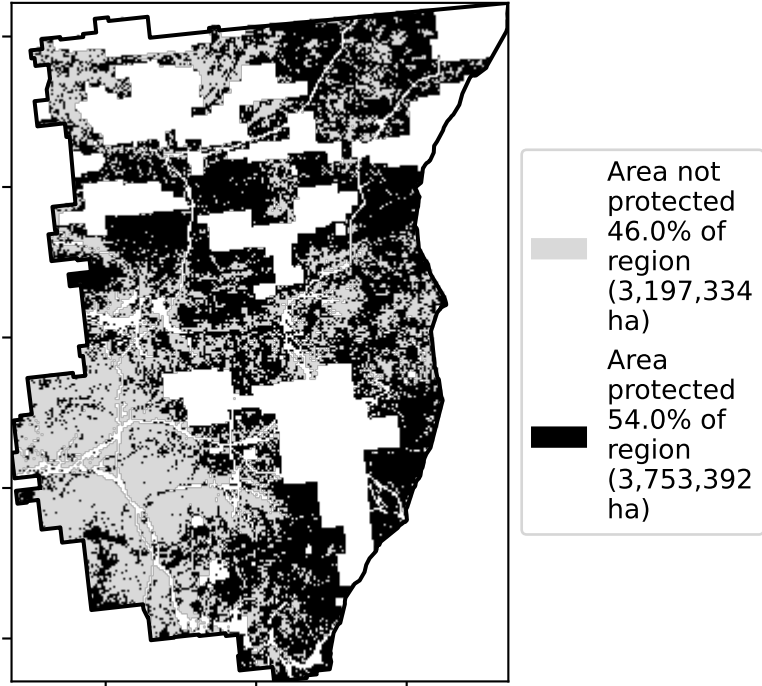 Area not
protected
46.0% of
region
(3,197,334
ha)
Area
protected
54.0% of
region
(3,753,392
ha)